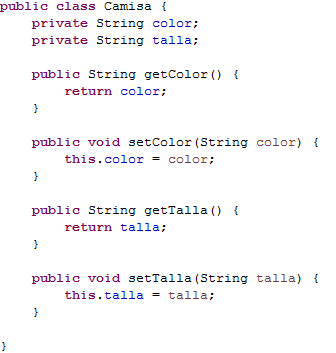 public class Camisa {
    private String color;
    private String talla;

    public String getColor() {
        return color;
    }

    public void setColor(String color) {
        this.color = color;
    }

    public String getTalla() {
        return talla;
    }

    public void setTalla(String talla) {
        this.talla = talla;
    }

}